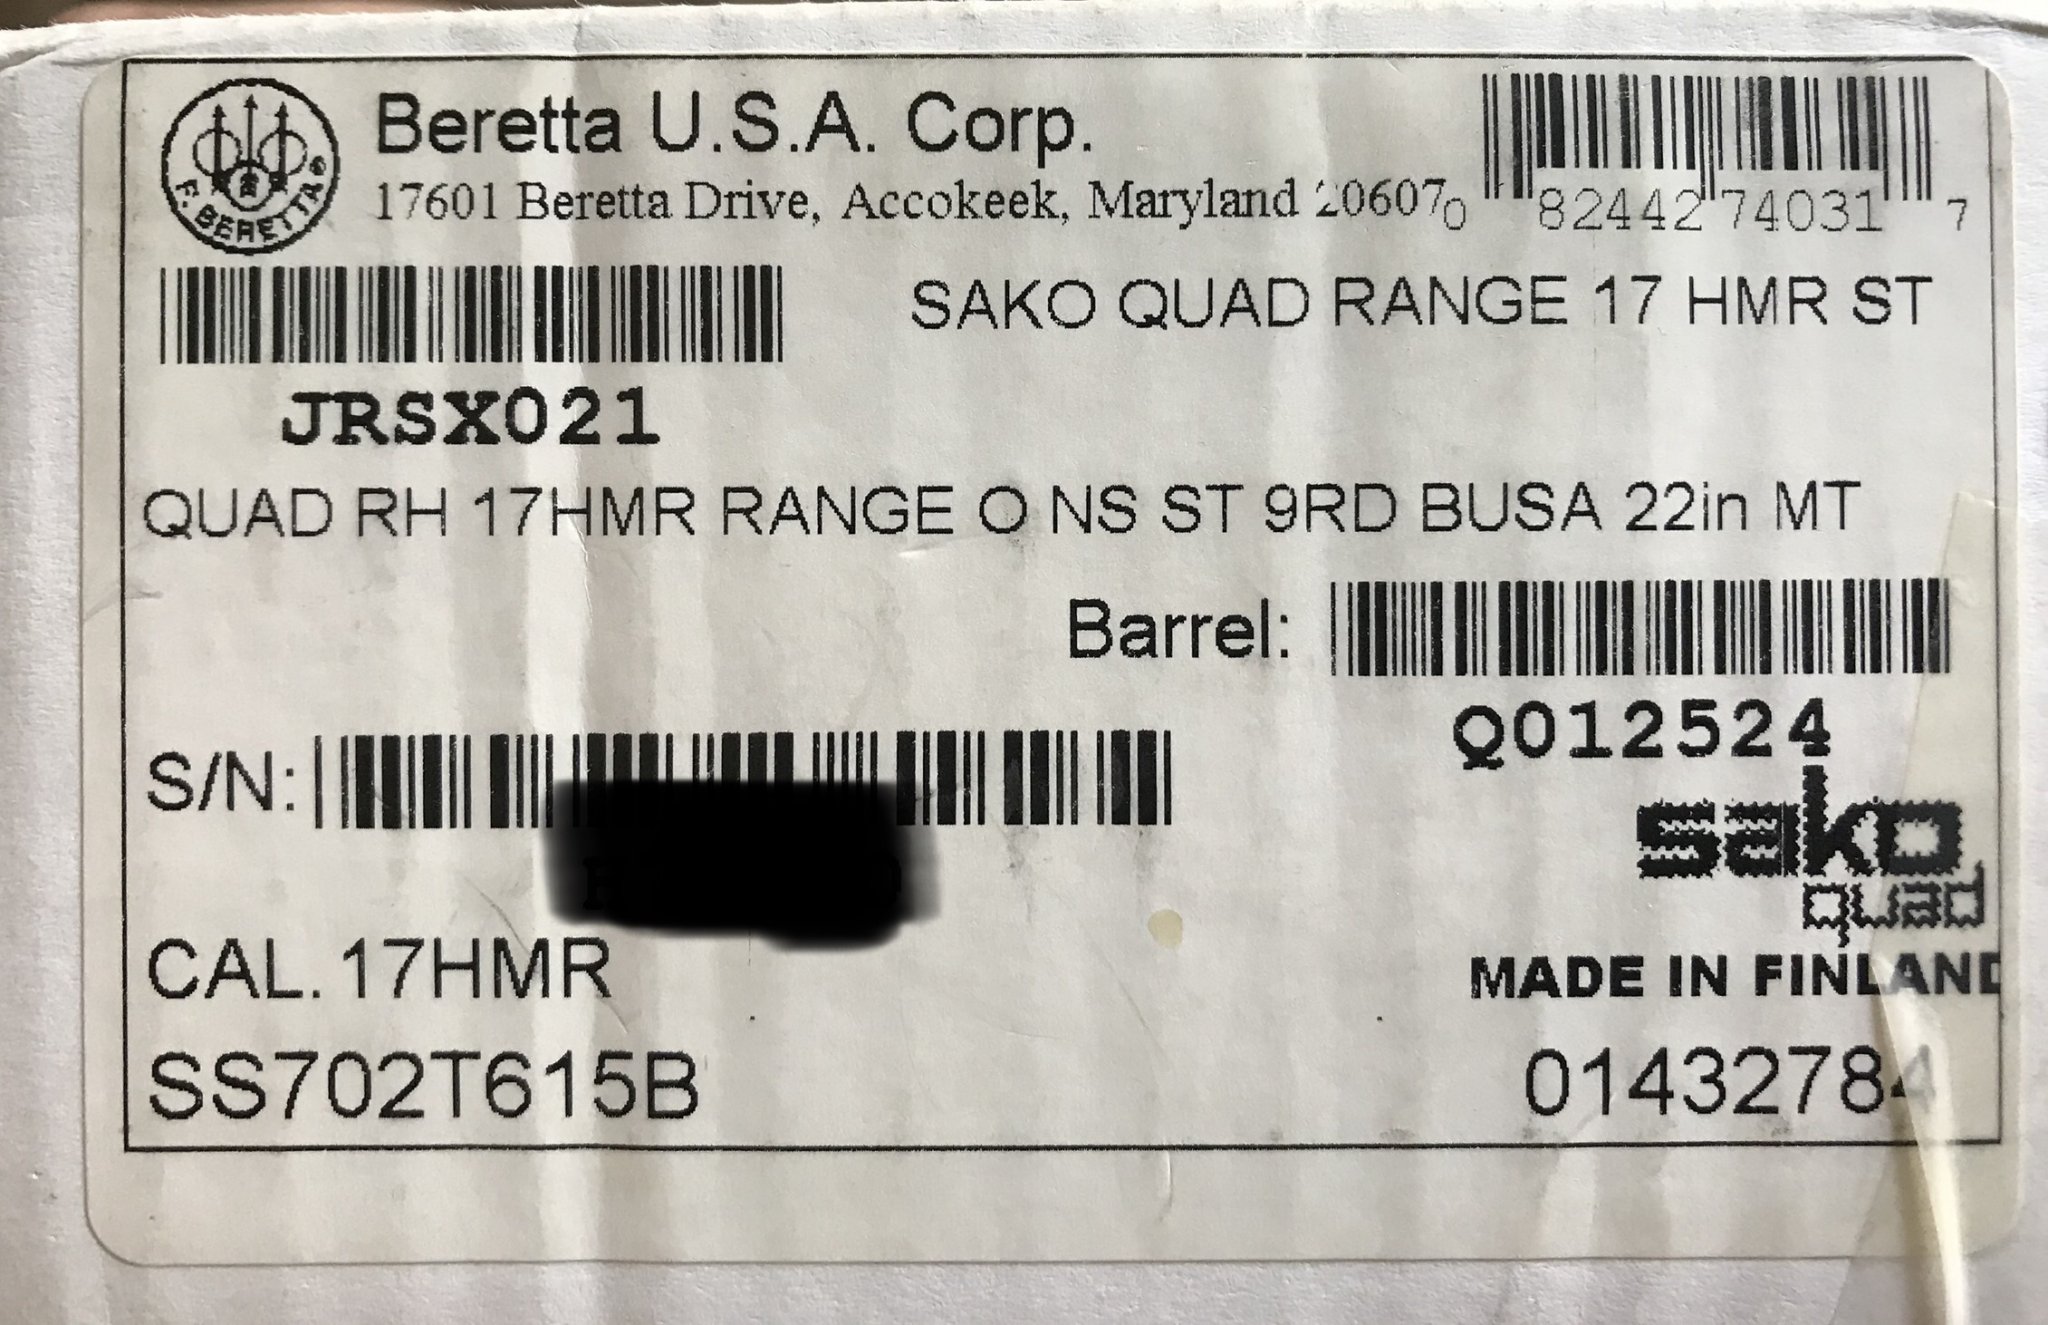 F. BERETTA®
Beretta U.S.A. Corp.
17601 Beretta Drive, Accokeek, Maryland 20607
0 82442 74031 7
SAKO QUAD RANGE 17 HMR ST
JRSX021
QUAD RH 17HMR RANGE O NS ST 9RD BUSA 22in MT
Barrel:
Q012524
S/N:
sako
quad
CAL. 17HMR
MADE IN FINLAND
SS702T615B
01432784